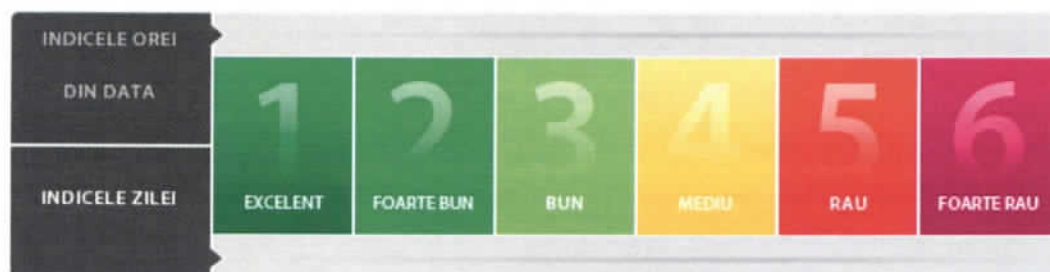 INDICELE OREI
DIN DATA
INDICELE ZILEI
1
EXCELENT
2
FOARTE BUN
3
BUN
4
MEDIU
5
RAU
6
FOARTE RAU